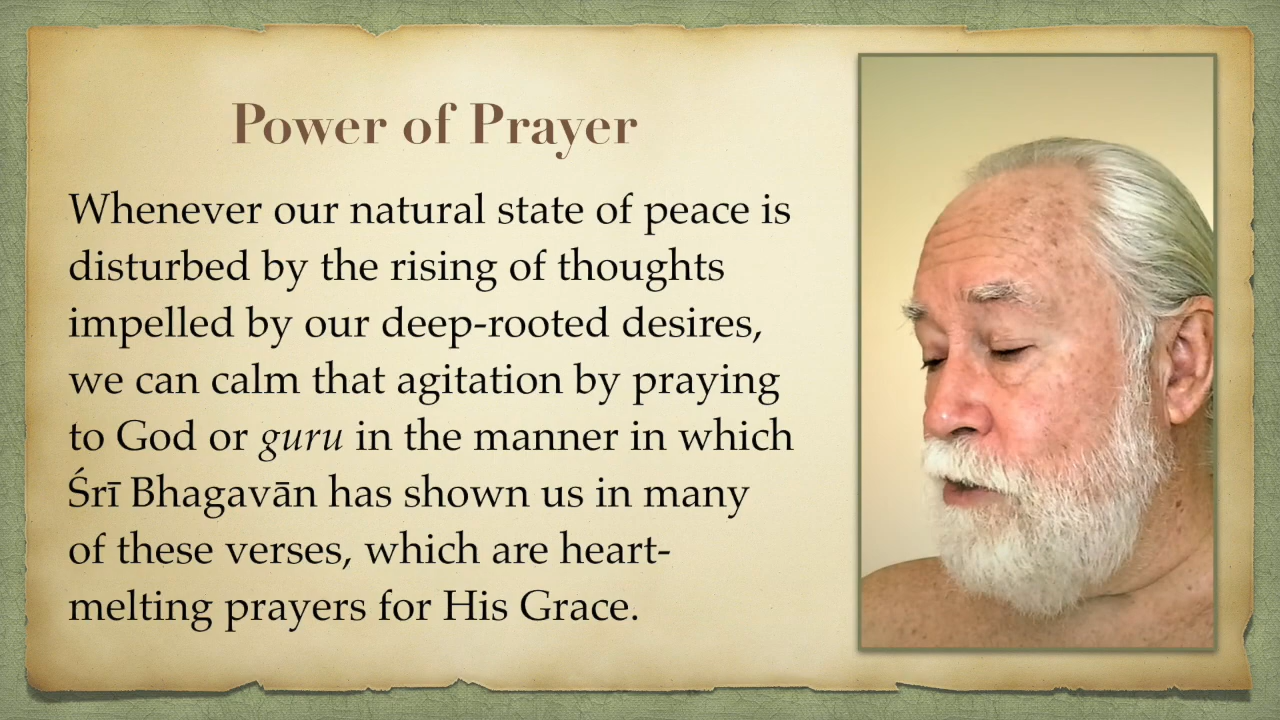 Power of Prayer
Whenever our natural state of peace is
disturbed by the rising of thoughts
impelled by our deep-rooted desires,
we can calm that agitation by praying
to God or guru in the manner in which
Śrī Bhagavān has shown us in many
of these verses, which are heart-
melting prayers for His Grace.